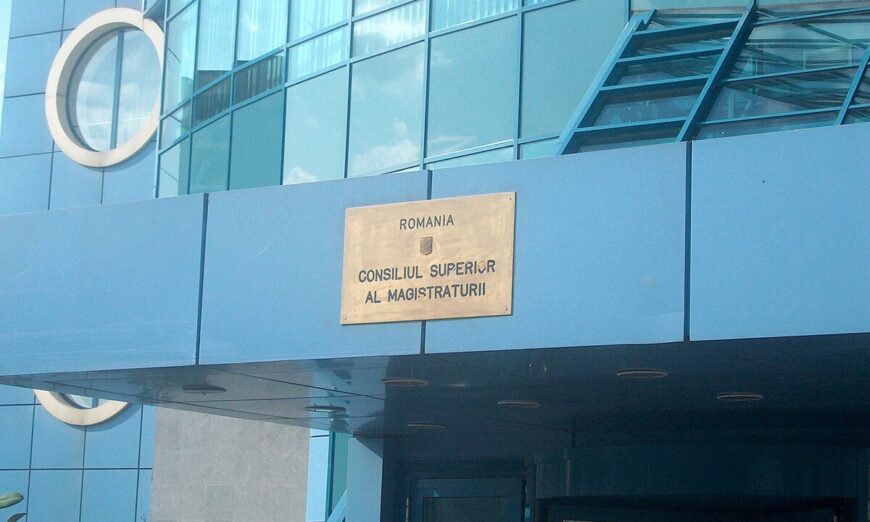 ROMANIA
CONSILIUL SUPERIOR
AL MAGISTRATURII